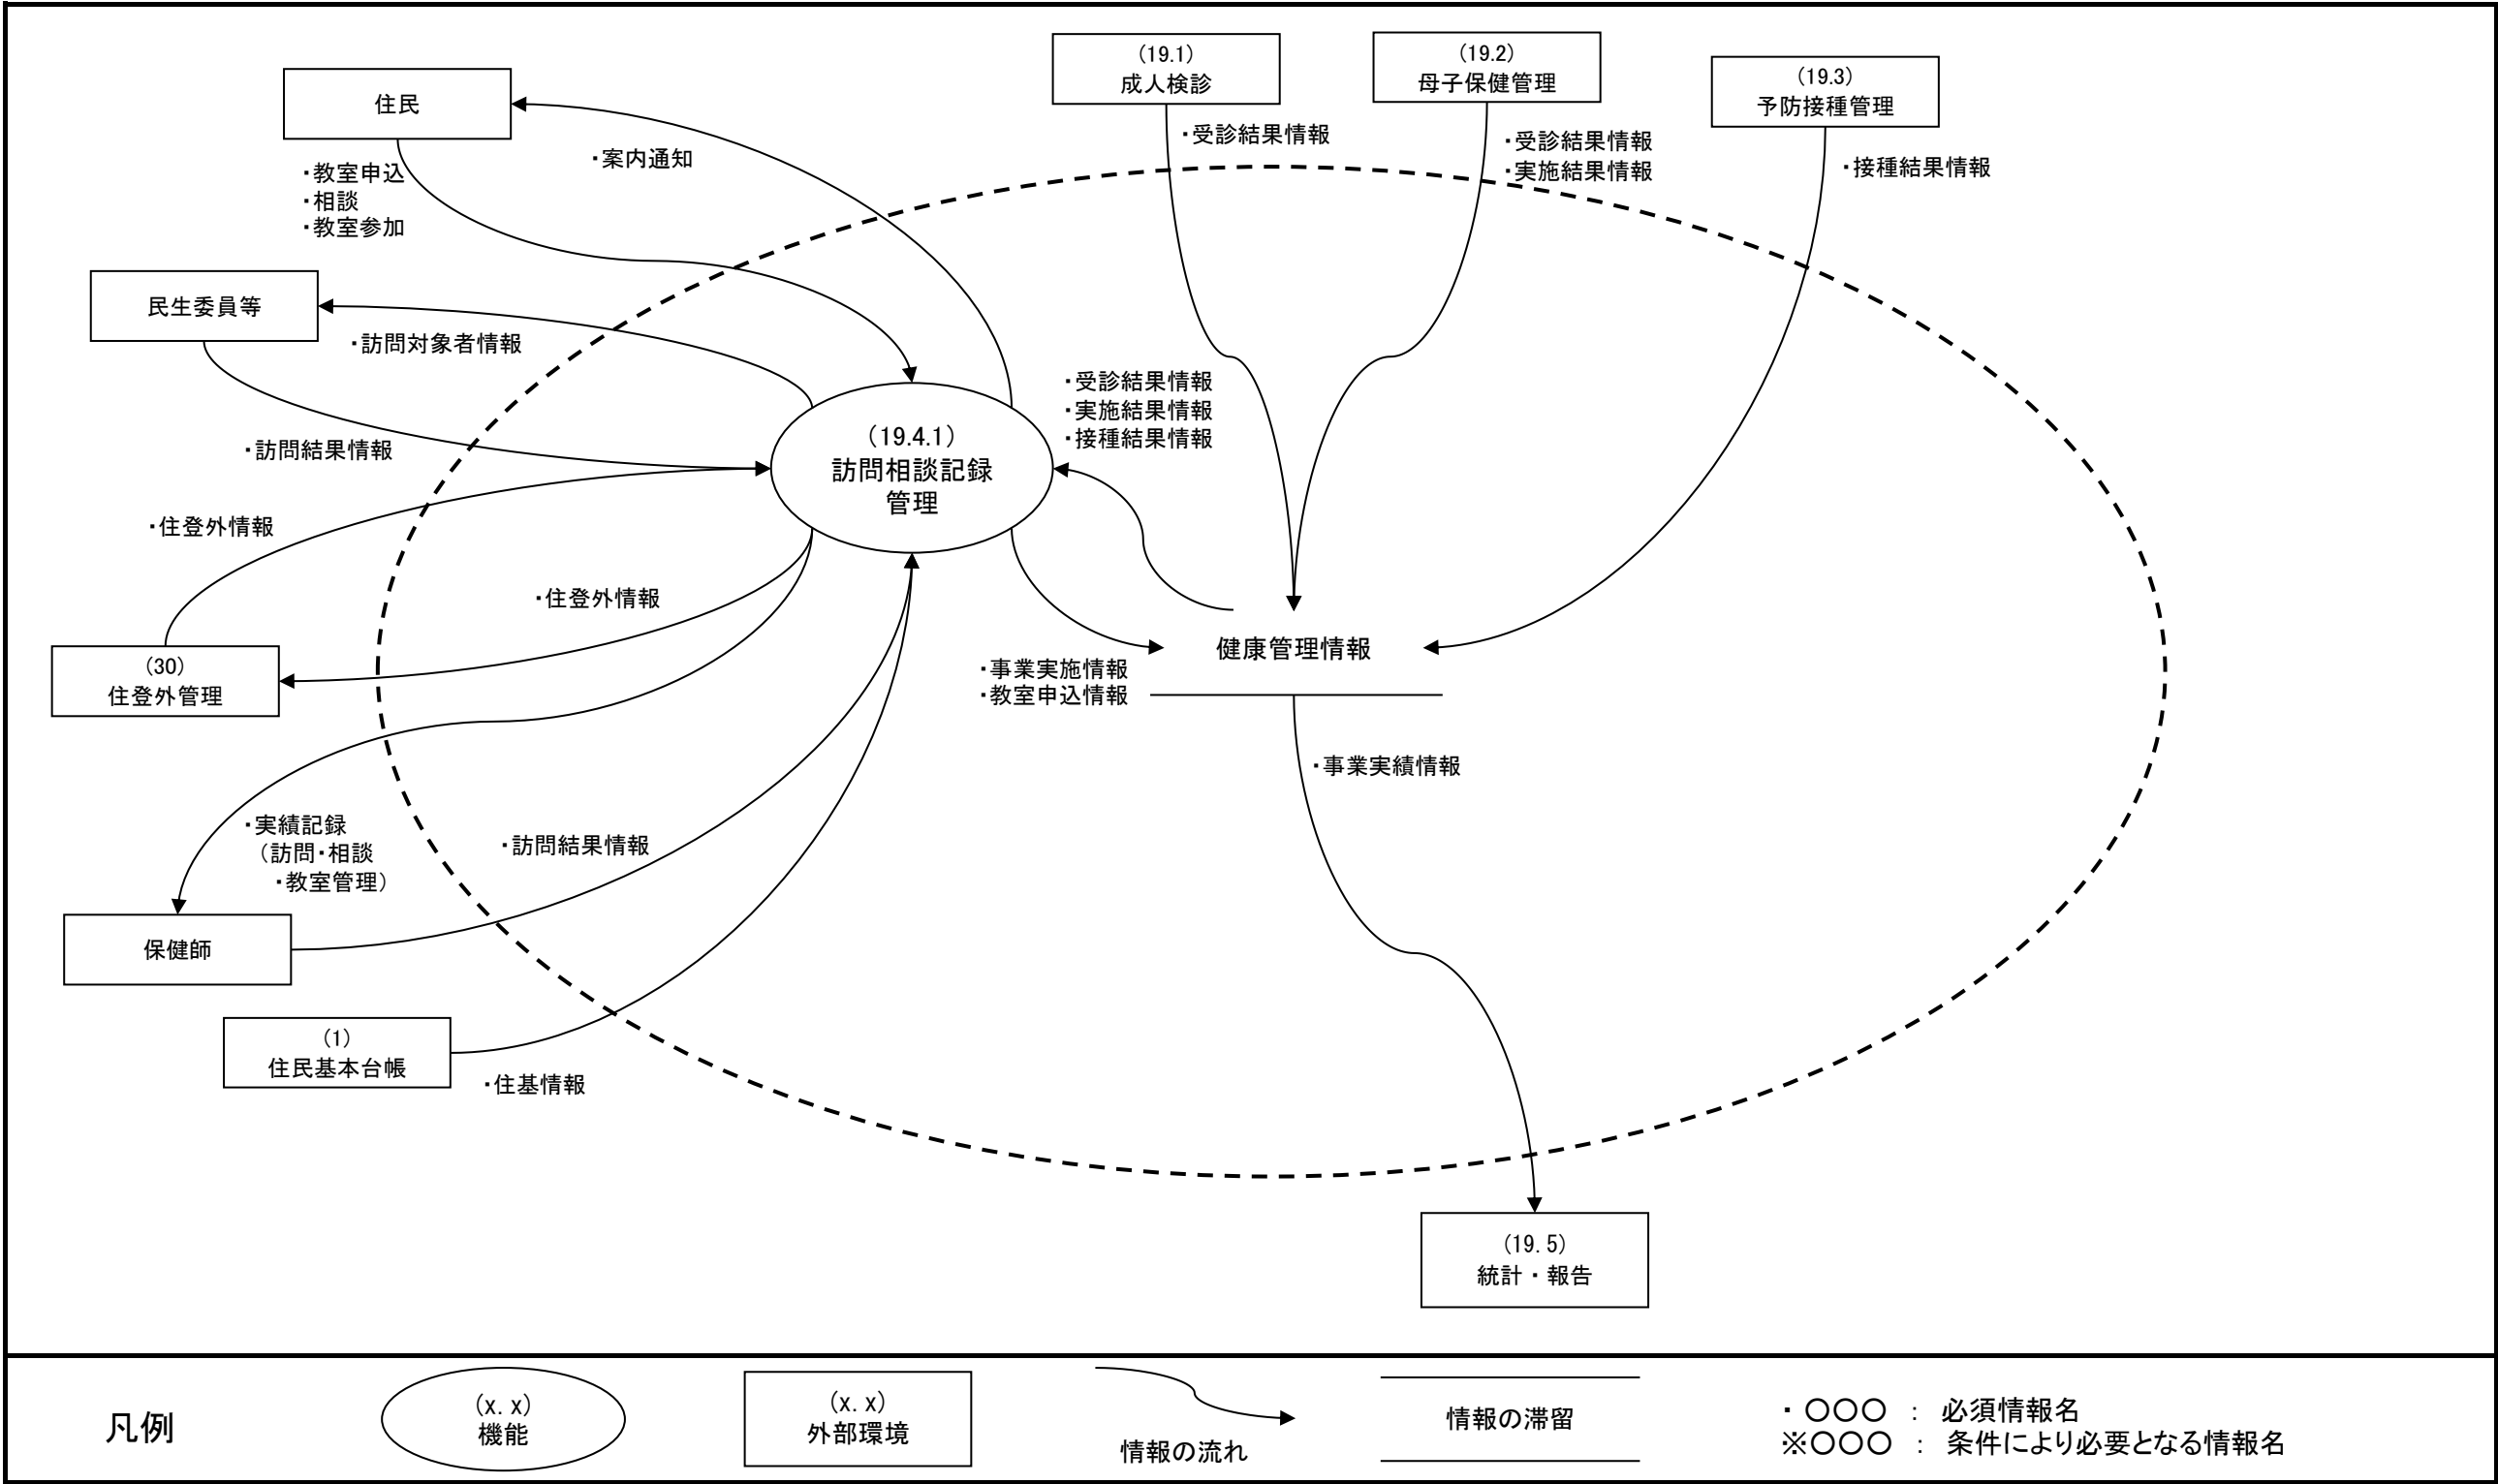 (19.1)
成人検診
(19.2)
母子保健管理
(19.3)
予防接種管理
住民
・受診結果情報
・受診結果情報
・実施結果情報
・接種結果情報
・案内通知
・教室申込
・相談
・教室参加
民生委員等
・訪問対象者情報
・訪問結果情報
・受診結果情報
・実施結果情報
・接種結果情報
(19.4.1)
訪問相談記録
管理
・住登外情報
・住登外情報
(30)
住登外管理
健康管理情報
・事業実施情報
・教室申込情報
・事業実績情報
・実績記録
(訪問・相談
・教室管理)
・訪問結果情報
保健師
(1)
住民基本台帳
・住基情報
(19.5)
統計・報告
凡例
(x.x)
機能
(x.x)
外部環境
情報の流れ
情報の滞留
・ 〇〇〇 : 必須情報名
※〇〇〇 : 条件により必要となる情報名